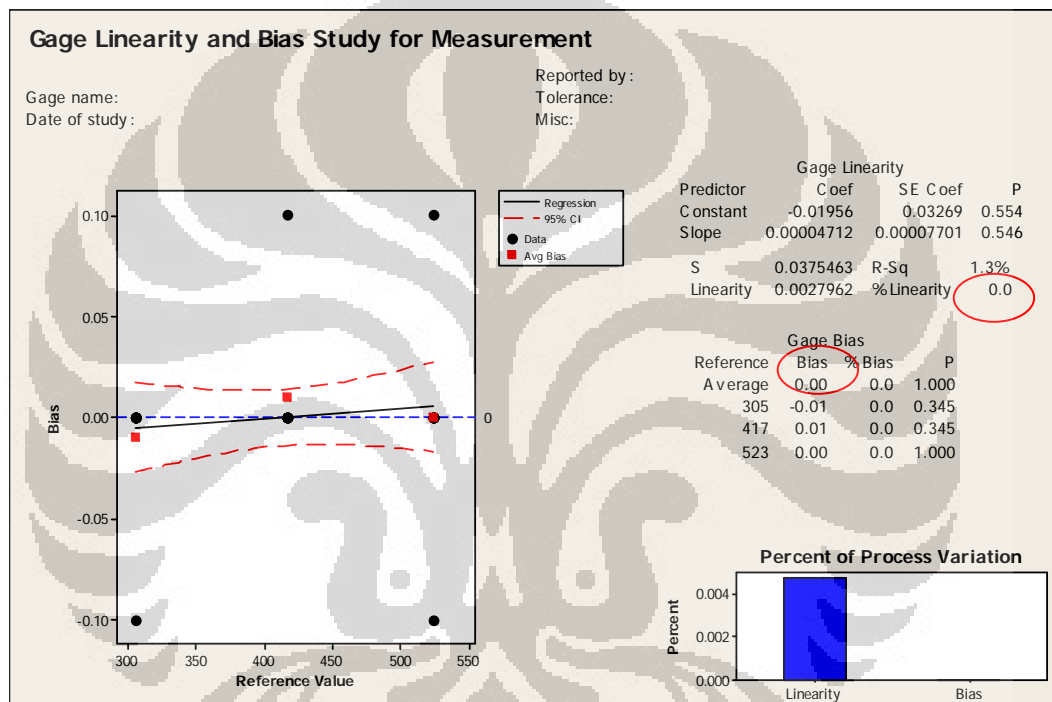 Gage Linearity and Bias Study for Measurement
Gage name:
Date of study:
Reported by:
Tolerance:
Misc:
Gage Linearity
Predictor Coef SE Coef P
Constant -0.01956 0.03269 0.554
Slope 0.00004712 0.00007701 0.546
S 0.0375463 R-Sq 1.3%
Linearity 0.0027962 %Linearity 0.0
Gage Bias
Reference Bias %Bias P
Average 0.00 0.0 1.000
305 -0.01 0.0 0.345
417 0.01 0.0 0.345
523 0.00 0.0 1.000
Regression
95% CI
Data
Avg Bias
0.10
0.05
0.00
-0.05
-0.10
Bias
0
300 350 400 450 500 550
Reference Value
Percent of Process Variation
0.004
0.002
0.000
Percent
Linearity Bias